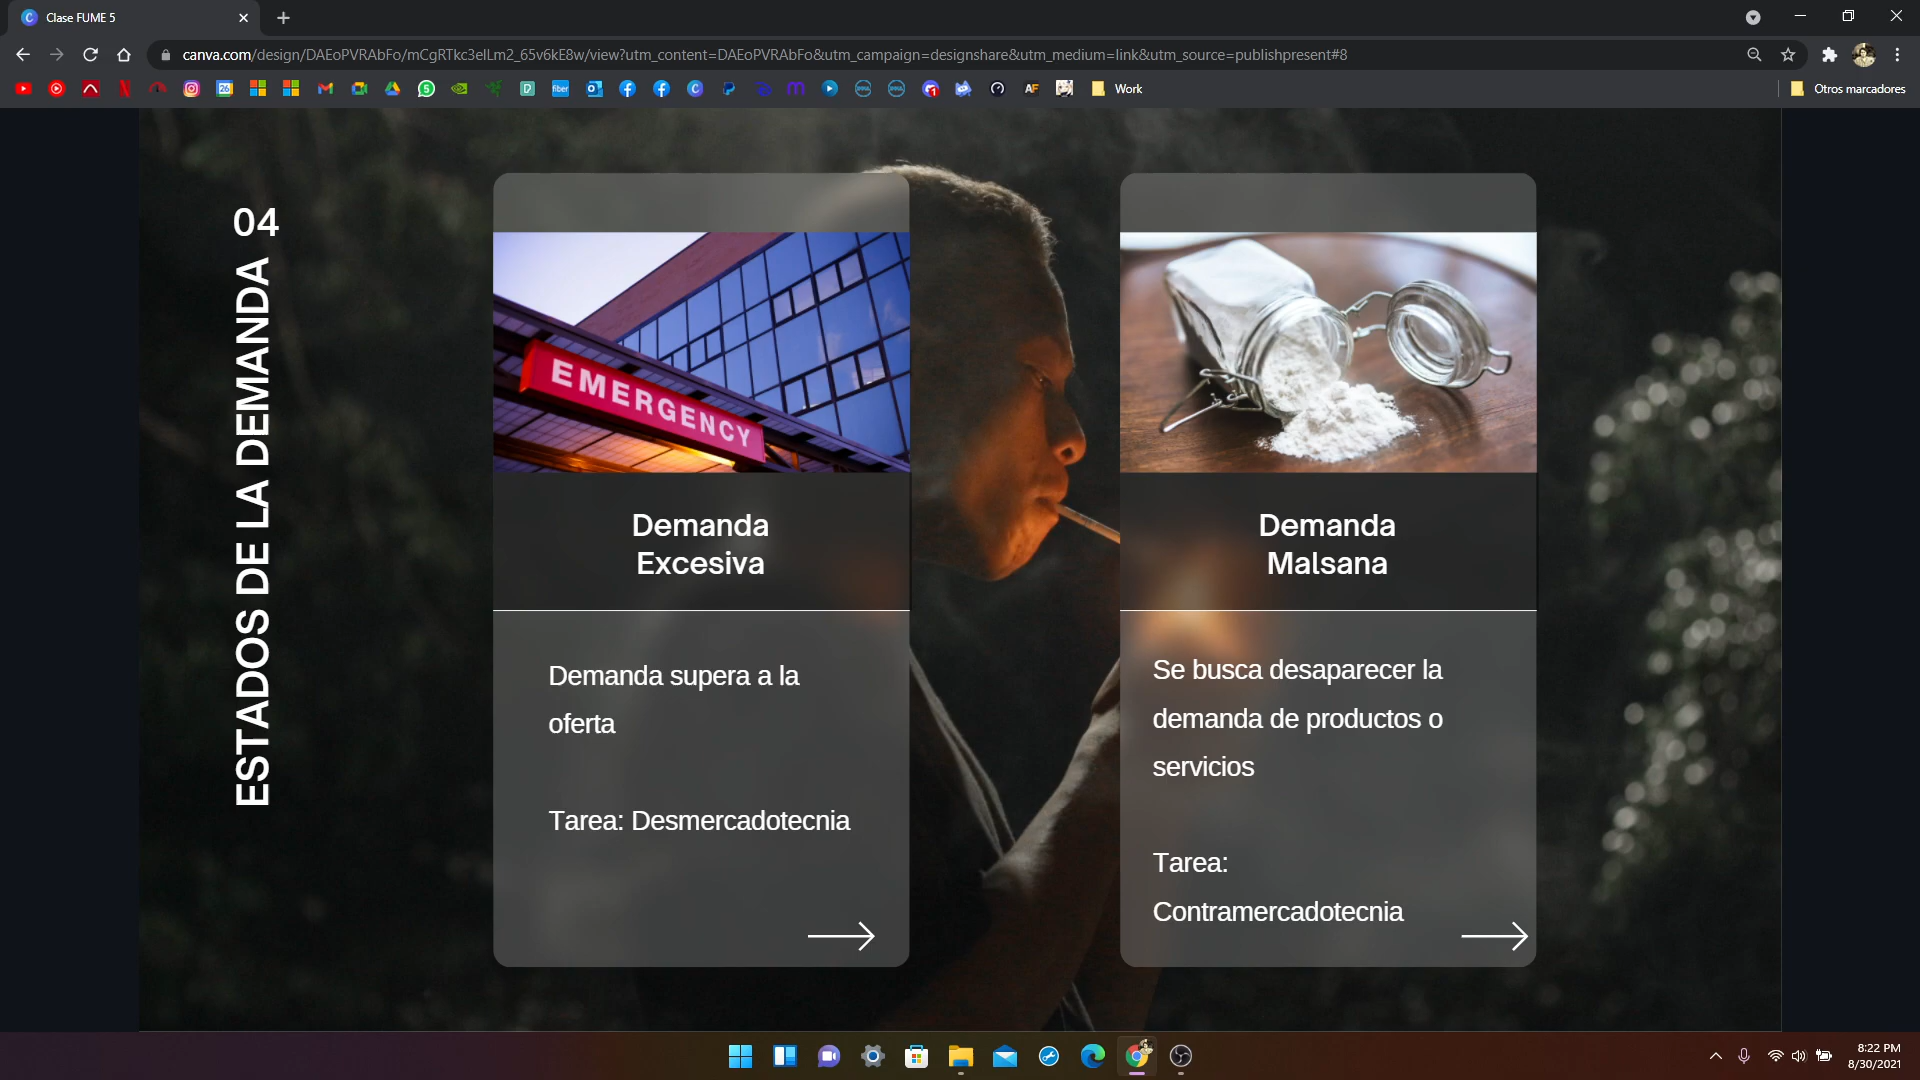 Clase FUME 5
canva.com/design/DAEoPVRAbFo/mCgRTkc3elLm2_65v6kE8w/view?utm_content=DAEoPVRAbFo&utm_campaign=designshare&utm_medium=link&utm_source=publishpresent#8
Work
Otros marcadores
04
ESTADOS DE LA DEMANDA
EMERGENCY
Demanda
Excesiva
Demanda supera a la
oferta
Tarea: Desmercadotecnia
Demanda
Malsana
Se busca desaparecer la
demanda de productos o
servicios
Tarea:
Contramercadotecnia
8:22 PM
8/30/2021